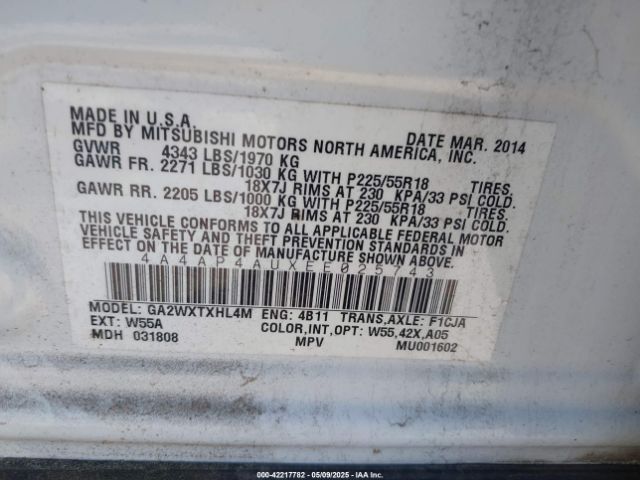 MADE IN U.S.A. DATE MAR. 2014
MFD BY MITSUBISHI MOTORS NORTH AMERICA, INC.
GVWR 4343 LBS/1970 KG
GAWR FR. 2271 LBS/1030 KG WITH P225/55R18 TIRES.
18X7J RIMS AT 230 KPA/33 PSI COLD.
GAWR RR. 2205 LBS/1000 KG WITH P225/55R18 TIRES.
18X7J RIMS AT 230 KPA/33 PSI COLD.
THIS VEHICLE CONFORMS TO ALL APPLICABLE FEDERAL MOTOR
VEHICLE SAFETY AND THEFT PREVENTION STANDARDS IN
EFFECT ON THE DATE OF MANUFACTURE SHOWN ABOVE.
4A4AP4AUXEE025743
MODEL: GA2WXTXHL4M ENG: 4B11 TRANS,AXLE: F1CJA
EXT: W55A COLOR,INT,OPT: W55,42X,A05
MDH 031808 MPV MU001602
000-42217782 - 05/09/2025 - IAA Inc.